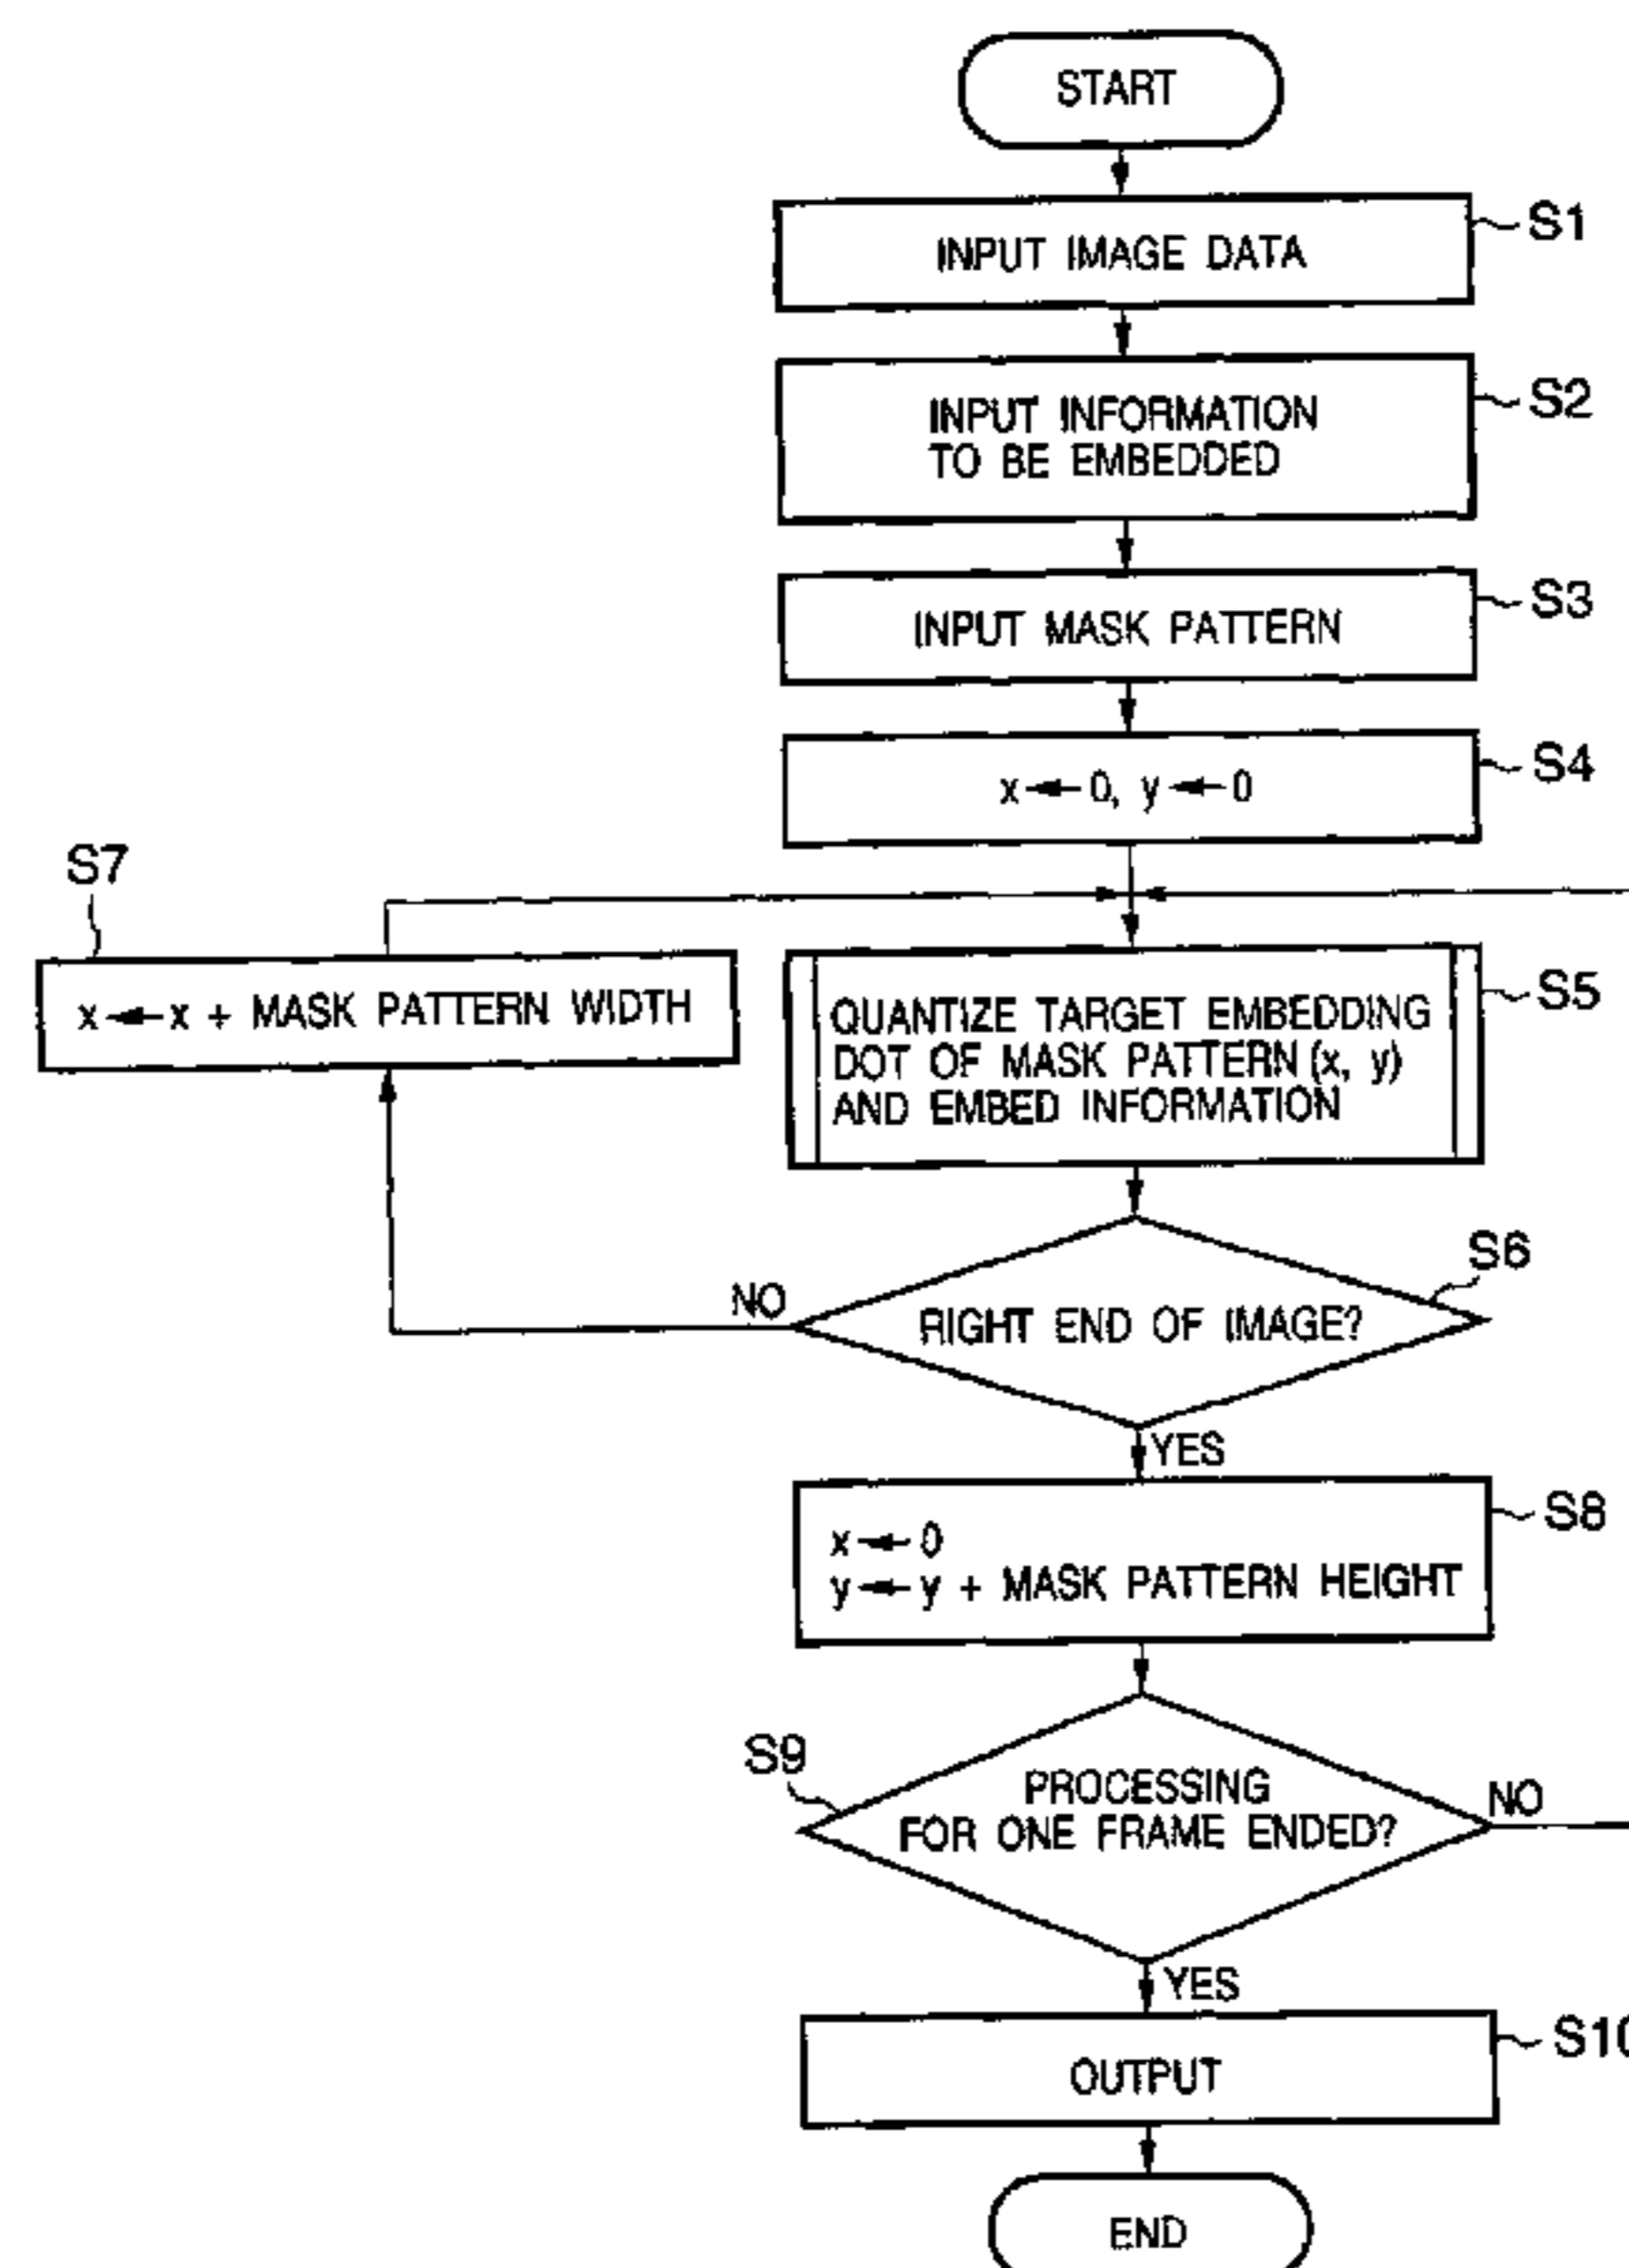 START
INPUT IMAGE DATA
S1
INPUT INFORMATION
TO BE EMBEDDED
S2
INPUT MASK PATTERN
S3
x ← 0, y ← 0
S4
S7
x ← x + MASK PATTERN WIDTH
QUANTIZE TARGET EMBEDDING
DOT OF MASK PATTERN (x, y)
AND EMBED INFORMATION
S5
S6
NO
RIGHT END OF IMAGE?
YES
x ← 0
y ← y + MASK PATTERN HEIGHT
S8
S9
PROCESSING
FOR ONE FRAME ENDED?
NO
YES
OUTPUT
S10
END